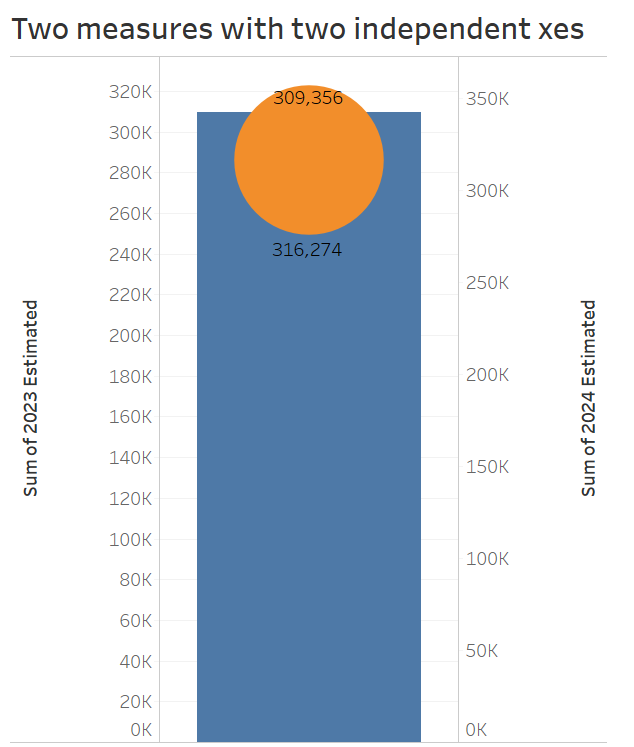 Two measures with two independent xes
320K
300K
280K
260K
240K
220K
200K
180K
160K
140K
120K
100K
80K
60K
40K
20K
0K
Sum of 2023 Estimated
309,356
316,274
350K
300K
250K
200K
150K
100K
50K
0K
Sum of 2024 Estimated